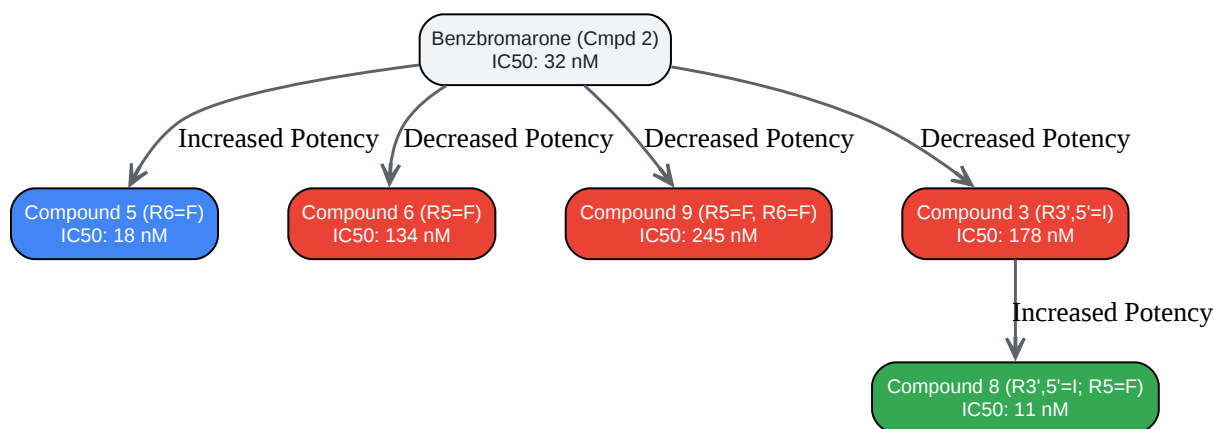 Benzbromarone (Cmpd 2)
IC50: 32 nM
Increased Potency
Decreased Potency
Decreased Potency
Decreased Potency
Compound 5 (R6=F)
IC50: 18 nM
Compound 6 (R5=F)
IC50: 134 nM
Compound 9 (R5=F, R6=F)
IC50: 245 nM
Compound 3 (R3',5'=I)
IC50: 178 nM
Increased Potency
Compound 8 (R3',5'=I; R5=F)
IC50: 11 nM